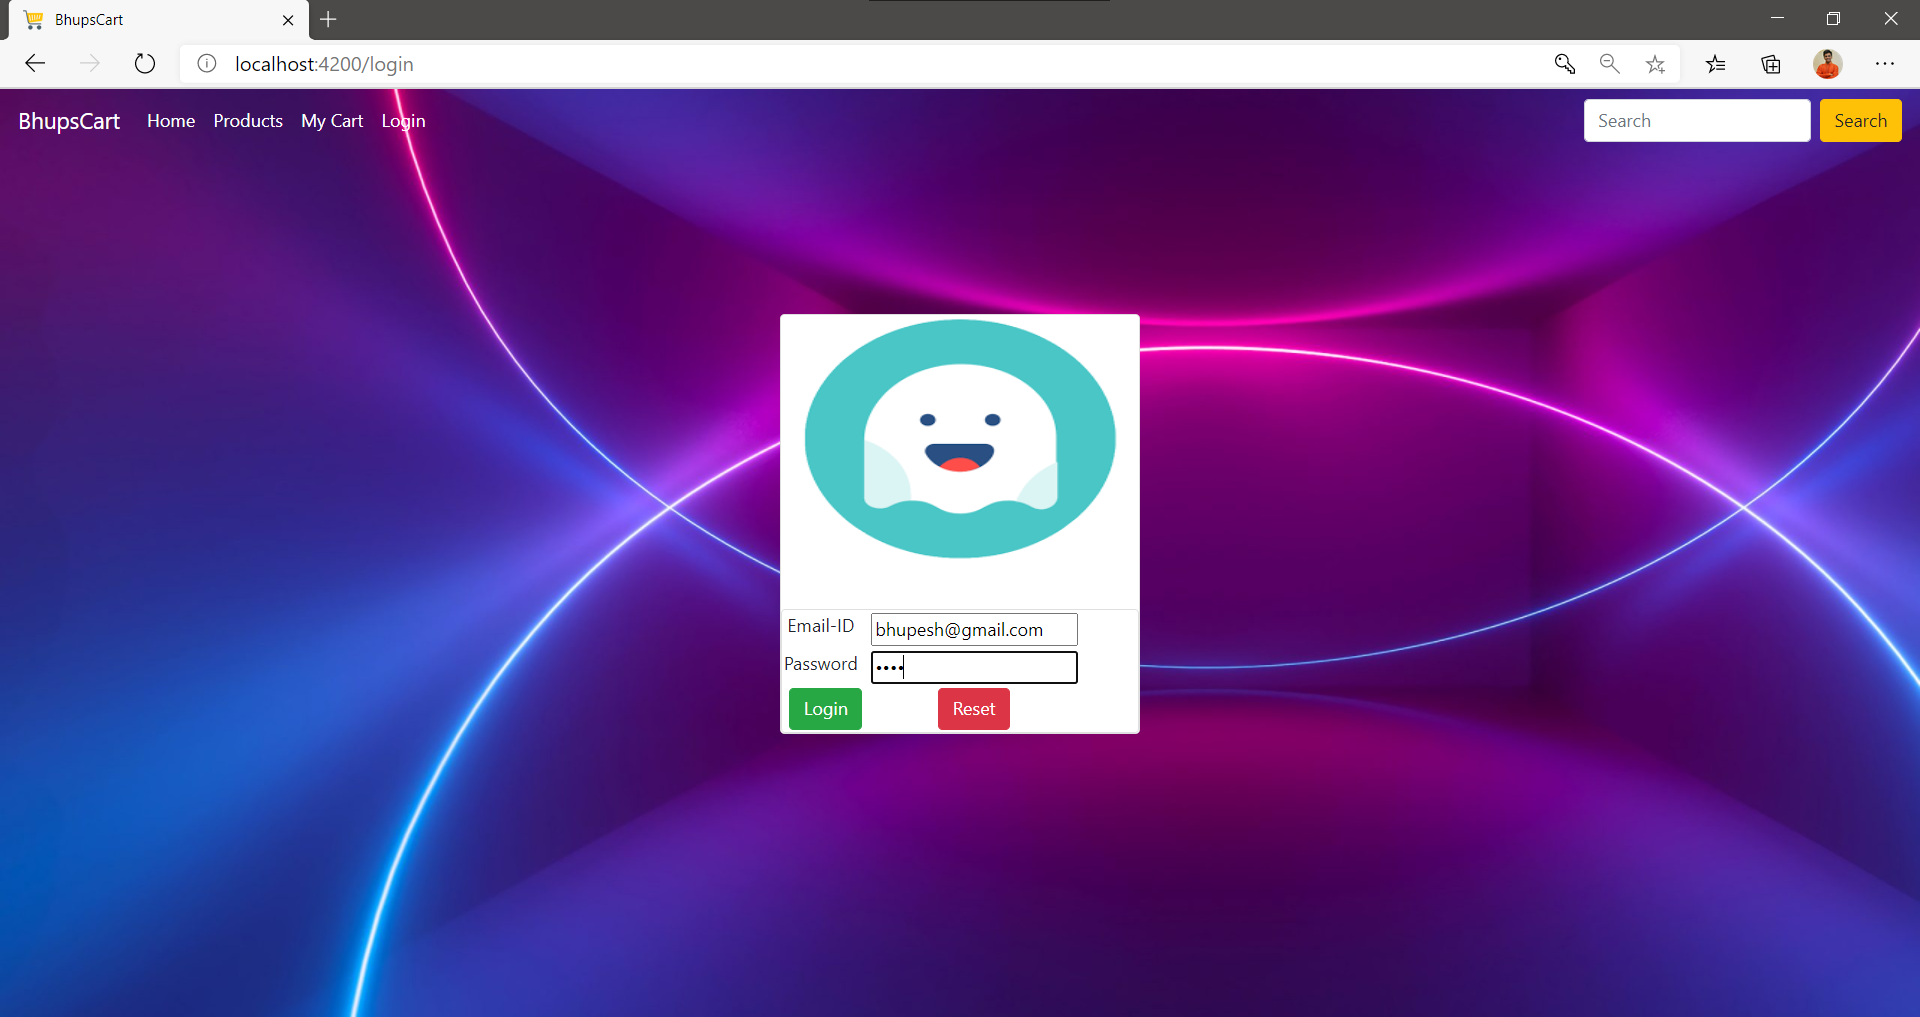 BhupsCart
localhost:4200/login
BhupsCart Home Products My Cart Login Search Search
Email-ID bhupesh@gmail.com
Password ••••
Login Reset